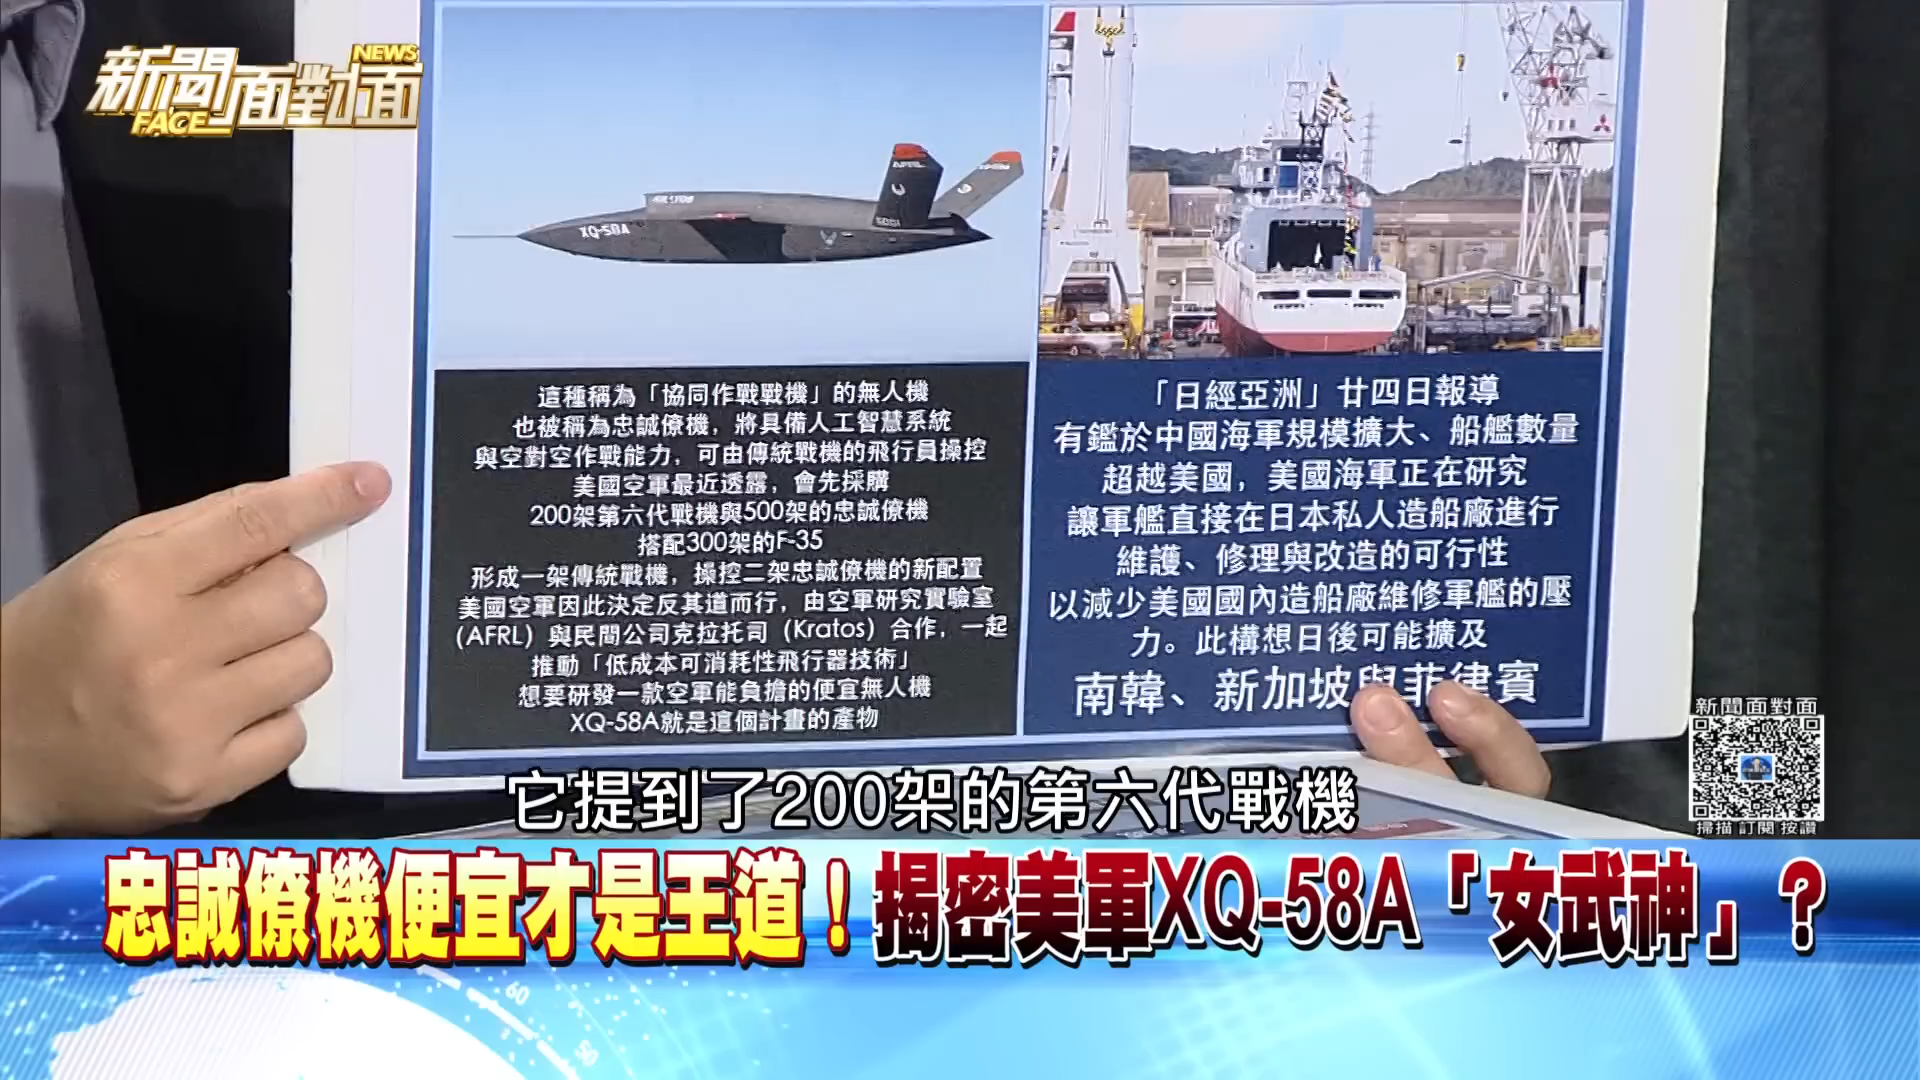 新聞面對面
NEWS
FACE
AFRL
XQ-58A
這種稱為「協同作戰戰機」的無人機
也被稱為忠誠僚機，將具備人工智慧系統
與空對空作戰能力，可由傳統戰機的飛行員操控
美國空軍最近透露，會先採購
200架第六代戰機與500架的忠誠僚機
搭配300架的F-35
形成一架傳統戰機，操控二架忠誠僚機的新配置
美國空軍因此決定反其道而行，由空軍研究實驗室
（AFRL）與民間公司克拉托司（Kratos）合作，一起
推動「低成本可消耗性飛行器技術」
想要研發一款空軍能負擔的便宜無人機
XQ-58A就是這個計畫的產物
「日經亞洲」廿四日報導
有鑑於中國海軍規模擴大、船艦數量
超越美國，美國海軍正在研究
讓軍艦直接在日本私人造船廠進行
維護、修理與改造的可行性
以減少美國國內造船廠維修軍艦的壓
力。此構想日後可能擴及
南韓、新加坡與菲律賓
新聞面對面
掃描 訂閱 按讚
它提到了200架的第六代戰機
忠誠僚機便宜才是王道！揭密美軍XQ-58A「女武神」？
60
50